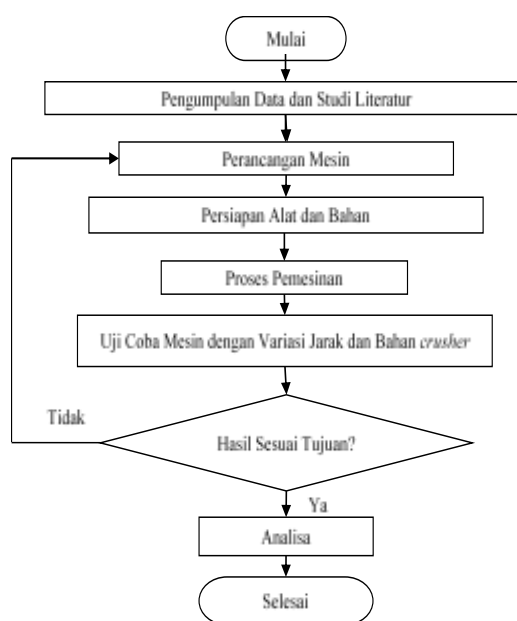 Mulai
Pengumpulan Data dan Studi Literatur
Perancangan Mesin
Persiapan Alat dan Bahan
Proses Pemesinan
Uji Coba Mesin dengan Variasi Jarak dan Bahan crusher
Tidak
Hasil Sesuai Tujuan?
Ya
Analisa
Selesai